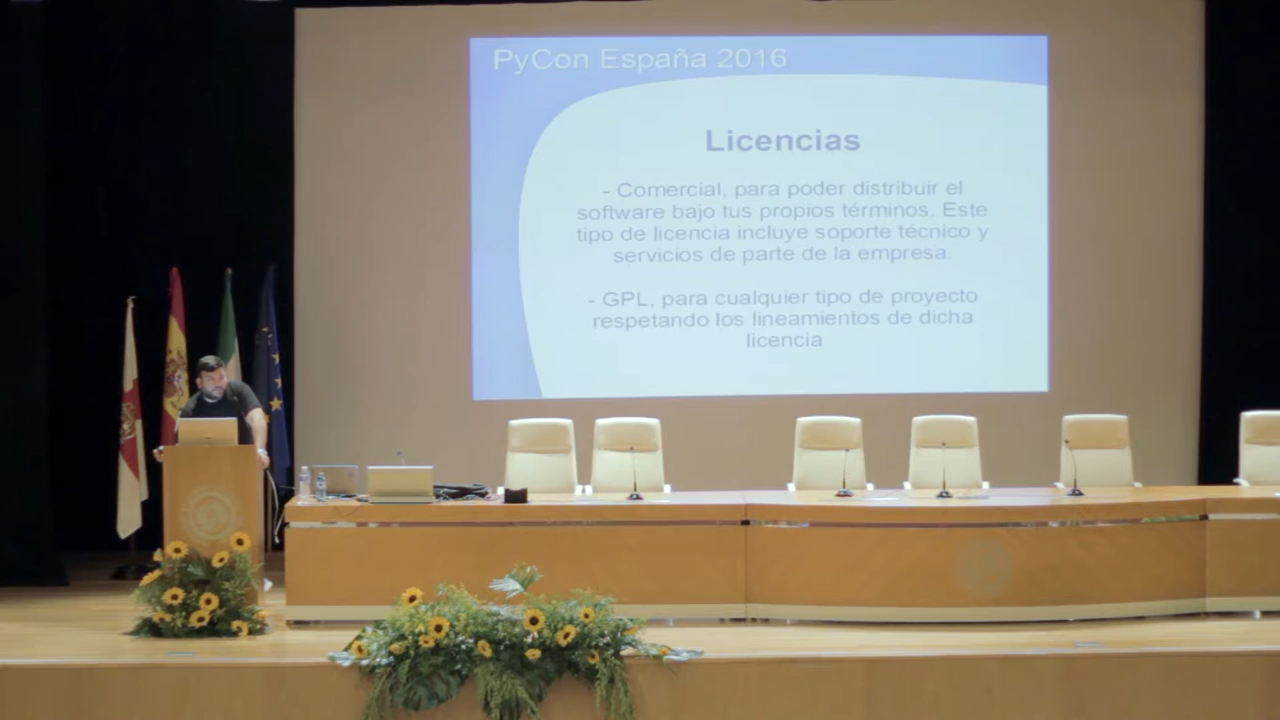 PyCon España 2016
Licencias
- Comercial, para poder distribuir el
software bajo tus propios términos. Este
tipo de licencia incluye soporte técnico y
servicios de parte de la empresa.
- GPL, para cualquier tipo de proyecto
respetando los lineamientos de dicha
licencia